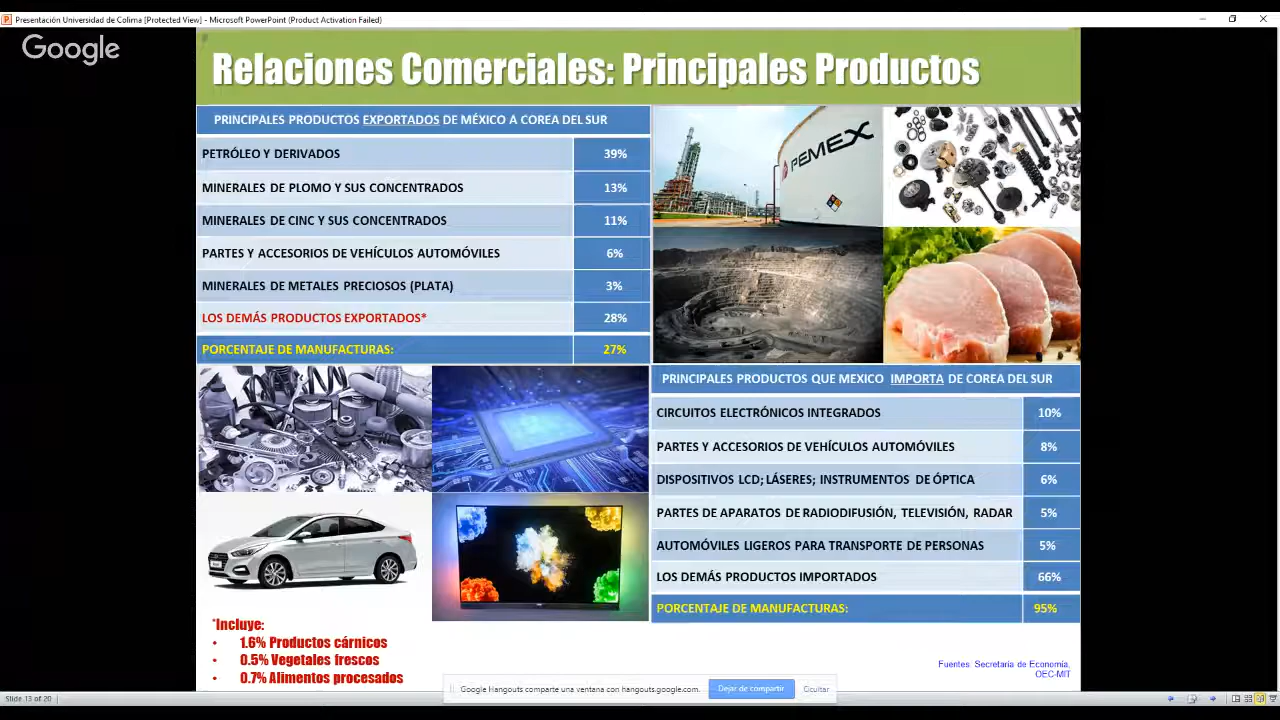 Presentación Universidad de Colima [Protected View] - Microsoft PowerPoint (Product Activation Failed)
Google
Relaciones Comerciales: Principales Productos
PRINCIPALES PRODUCTOS EXPORTADOS DE MÉXICO A COREA DEL SUR
PETRÓLEO Y DERIVADOS 39%
MINERALES DE PLOMO Y SUS CONCENTRADOS 13%
MINERALES DE CINC Y SUS CONCENTRADOS 11%
PARTES Y ACCESORIOS DE VEHÍCULOS AUTOMÓVILES 6%
MINERALES DE METALES PRECIOSOS (PLATA) 3%
LOS DEMÁS PRODUCTOS EXPORTADOS* 28%
PORCENTAJE DE MANUFACTURAS: 27%
PEMEX
PRINCIPALES PRODUCTOS QUE MEXICO IMPORTA DE COREA DEL SUR
CIRCUITOS ELECTRÓNICOS INTEGRADOS 10%
PARTES Y ACCESORIOS DE VEHÍCULOS AUTOMÓVILES 8%
DISPOSITIVOS LCD; LÁSERES; INSTRUMENTOS DE ÓPTICA 6%
PARTES DE APARATOS DE RADIODIFUSIÓN, TELEVISIÓN, RADAR 5%
AUTOMÓVILES LIGEROS PARA TRANSPORTE DE PERSONAS 5%
LOS DEMÁS PRODUCTOS IMPORTADOS 66%
PORCENTAJE DE MANUFACTURAS: 95%
*Incluye:
• 1.6% Productos cárnicos
• 0.5% Vegetales frescos
• 0.7% Alimentos procesados
Fuentes: Secretaría de Economía,
OEC-MIT
Google Hangouts comparte una ventana con hangouts.google.com. Dejar de compartir Ocultar
Slide 13 of 20